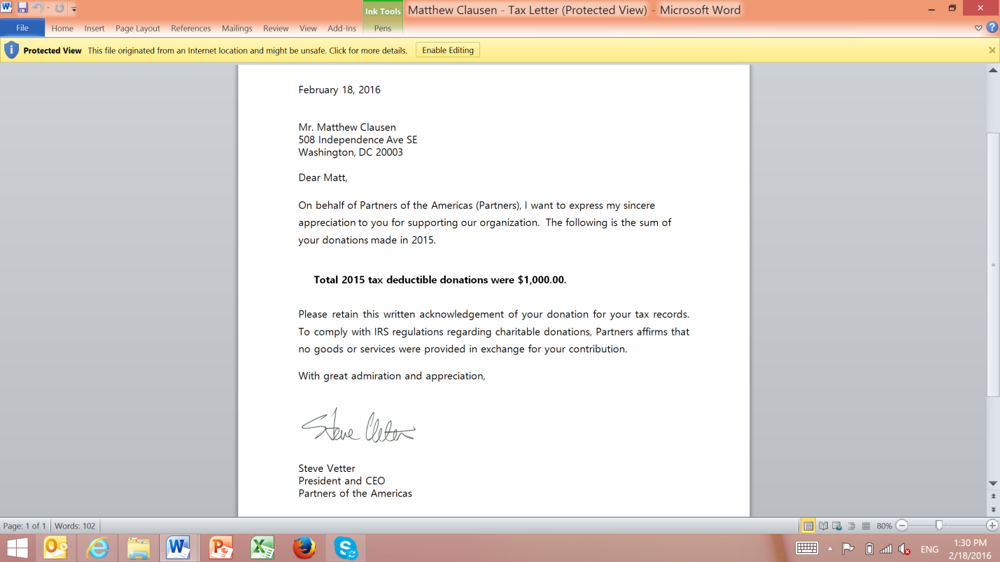 Ink Tools
Matthew Clausen - Tax Letter (Protected View) - Microsoft Word
File Home Insert Page Layout References Mailings Review View Add-Ins Pens
Protected View This file originated from an Internet location and might be unsafe. Click for more details. Enable Editing
February 18, 2016
Mr. Matthew Clausen
508 Independence Ave SE
Washington, DC 20003
Dear Matt,
On behalf of Partners of the Americas (Partners), I want to express my sincere
appreciation to you for supporting our organization. The following is the sum of
your donations made in 2015.
Total 2015 tax deductible donations were $1,000.00.
Please retain this written acknowledgement of your donation for your tax records.
To comply with IRS regulations regarding charitable donations, Partners affirms that
no goods or services were provided in exchange for your contribution.
With great admiration and appreciation,
Steve Vetter
Steve Vetter
President and CEO
Partners of the Americas
Page: 1 of 1 Words: 102 80%
ENG 1:30 PM
2/18/2016